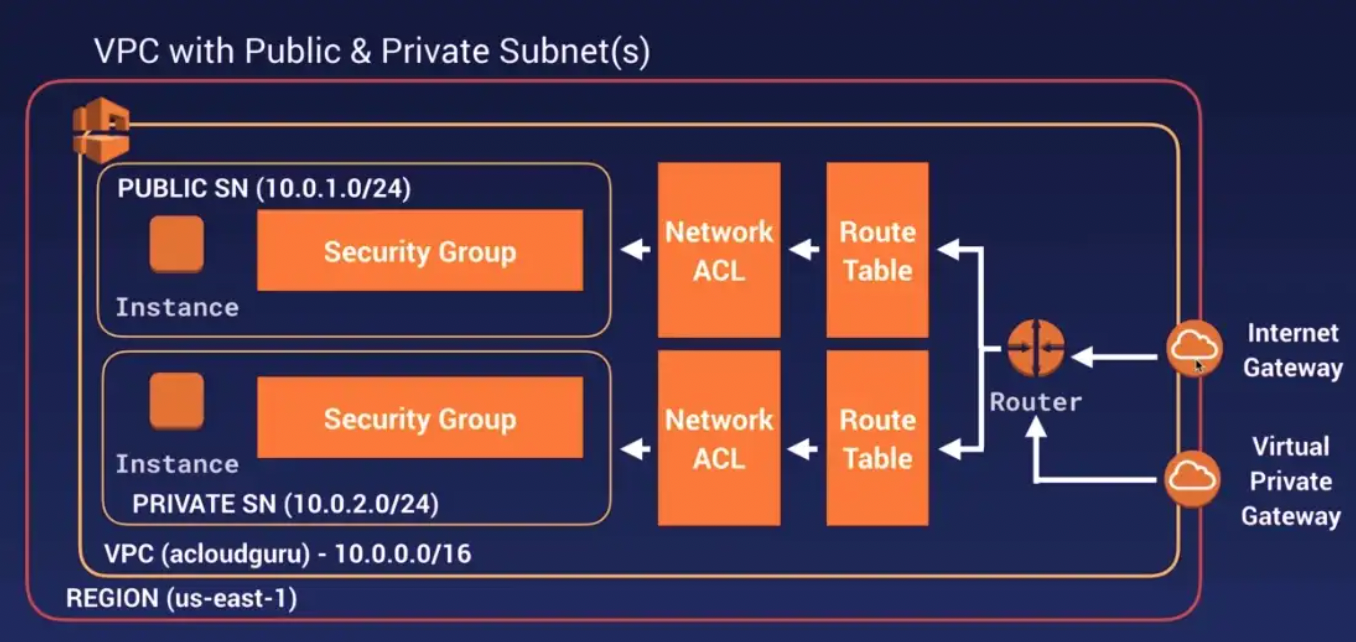 VPC with Public & Private Subnet(s)
PUBLIC SN (10.0.1.0/24)
Instance
Security Group
Network
ACL
Route
Table
Instance
Security Group
PRIVATE SN (10.0.2.0/24)
Network
ACL
Route
Table
Router
Internet
Gateway
Virtual
Private
Gateway
VPC (acloudguru) - 10.0.0.0/16
REGION (us-east-1)